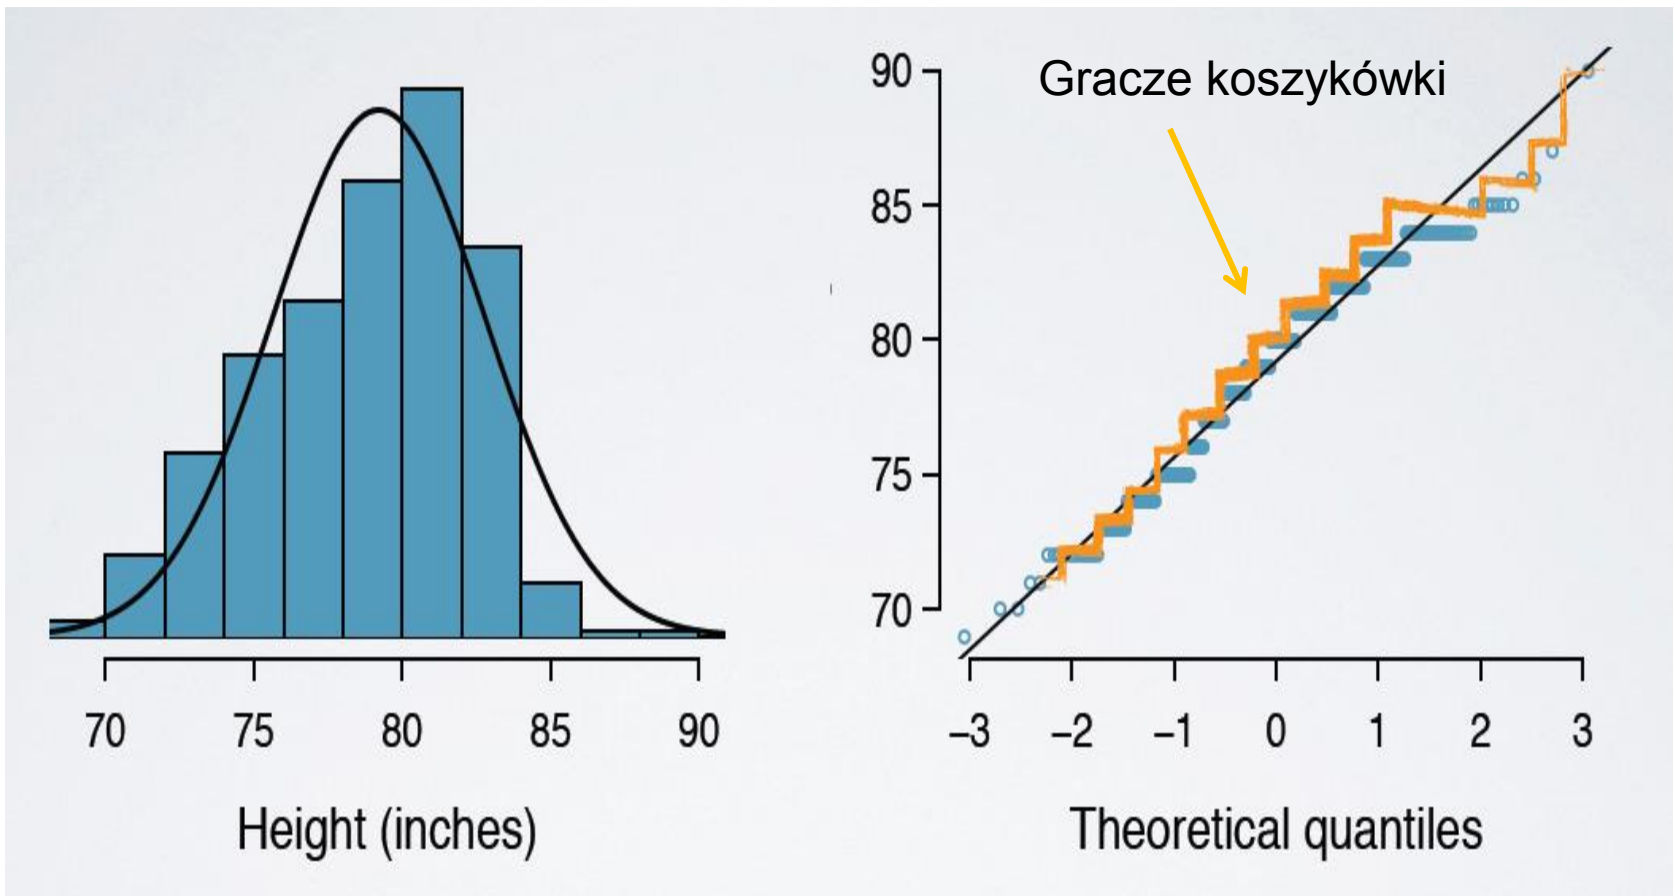 70 75 80 85 90
Height (inches)
Gracze koszykówki
90
85
80
75
70
−3 −2 −1 0 1 2 3
Theoretical quantiles